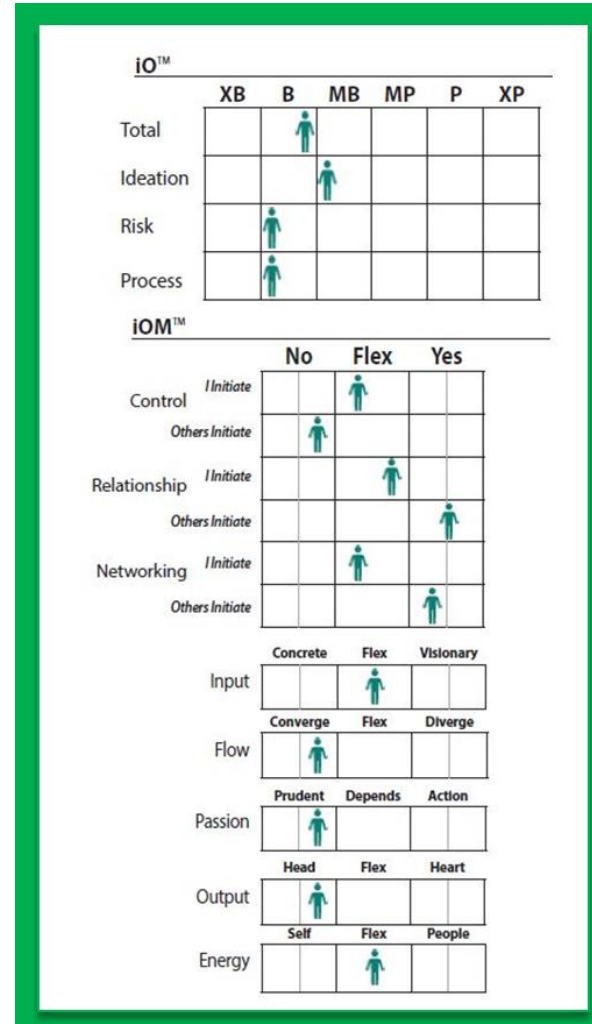 iO™
XB B MB MP P XP
Total
Ideation
Risk
Process
iOM™
No Flex Yes
Control I Initiate
Others Initiate
Relationship I Initiate
Others Initiate
Networking I Initiate
Others Initiate
Concrete Flex Visionary
Input
Converge Flex Diverge
Flow
Prudent Depends Action
Passion
Head Flex Heart
Output
Self Flex People
Energy